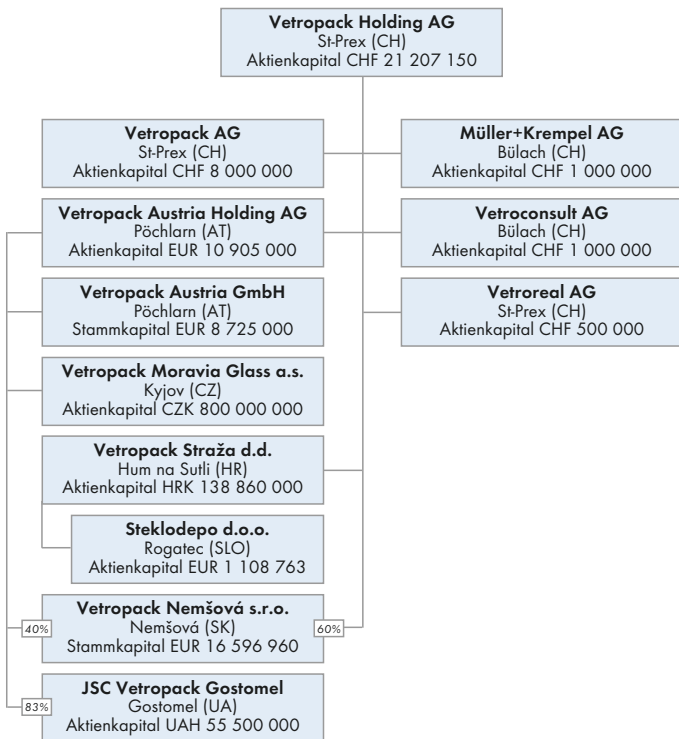 Vetropack Holding AG
St-Prex (CH)
Aktienkapital CHF 21 207 150
Vetropack AG
St-Prex (CH)
Aktienkapital CHF 8 000 000
Müller+Krempel AG
Bülach (CH)
Aktienkapital CHF 1 000 000
Vetropack Austria Holding AG
Pöchlarn (AT)
Aktienkapital EUR 10 905 000
Vetroconsult AG
Bülach (CH)
Aktienkapital CHF 1 000 000
Vetropack Austria GmbH
Pöchlarn (AT)
Stammkapital EUR 8 725 000
Vetroreal AG
St-Prex (CH)
Aktienkapital CHF 500 000
Vetropack Moravia Glass a.s.
Kyjov (CZ)
Aktienkapital CZK 800 000 000
Vetropack Straža d.d.
Hum na Sutli (HR)
Aktienkapital HRK 138 860 000
Steklodepo d.o.o.
Rogatec (SLO)
Aktienkapital EUR 1 108 763
Vetropack Nemšová s.r.o.
40% Nemšová (SK) 60%
Stammkapital EUR 16 596 960
JSC Vetropack Gostomel
83% Gostomel (UA)
Aktienkapital UAH 55 500 000